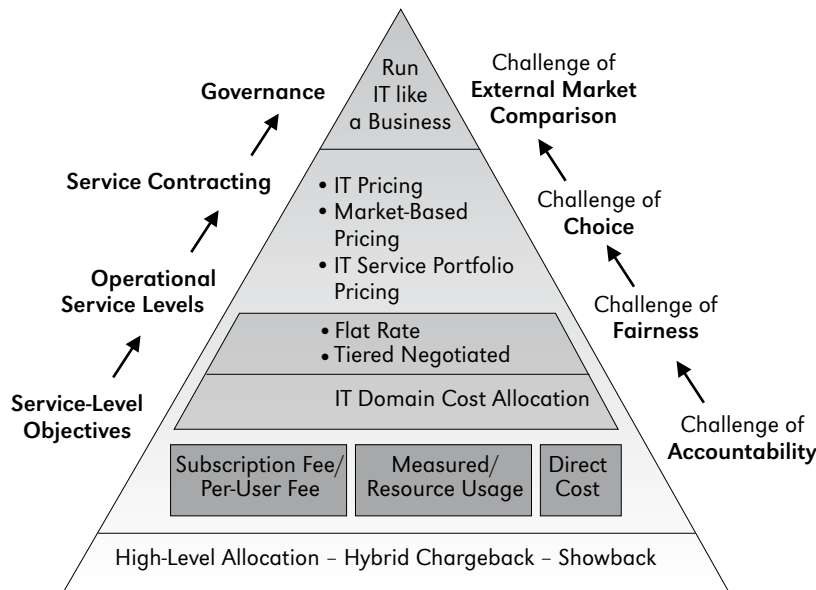 Run
IT like
a Business
• IT Pricing
• Market-Based
Pricing
• IT Service Portfolio
Pricing
• Flat Rate
• Tiered Negotiated
IT Domain Cost Allocation
Subscription Fee/
Per-User Fee
Measured/
Resource Usage
Direct
Cost
High-Level Allocation – Hybrid Chargeback – Showback
Governance
Service Contracting
Operational
Service Levels
Service-Level
Objectives
Challenge of
External Market
Comparison
Challenge of
Choice
Challenge of
Fairness
Challenge of
Accountability